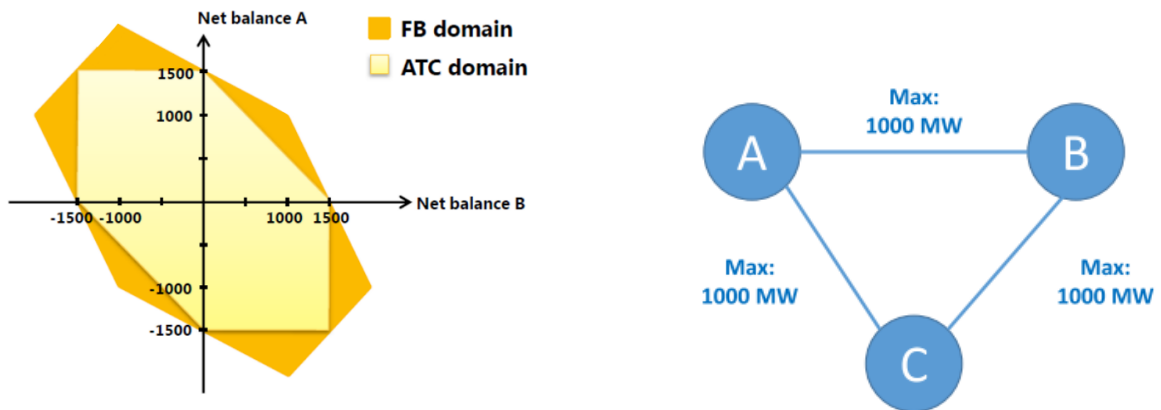 Net balance A
FB domain
ATC domain
1500
1000
-1500 -1000
1000 1500
Net balance B
-1000
-1500
Max:
1000 MW
A
B
Max:
1000 MW
Max:
1000 MW
C